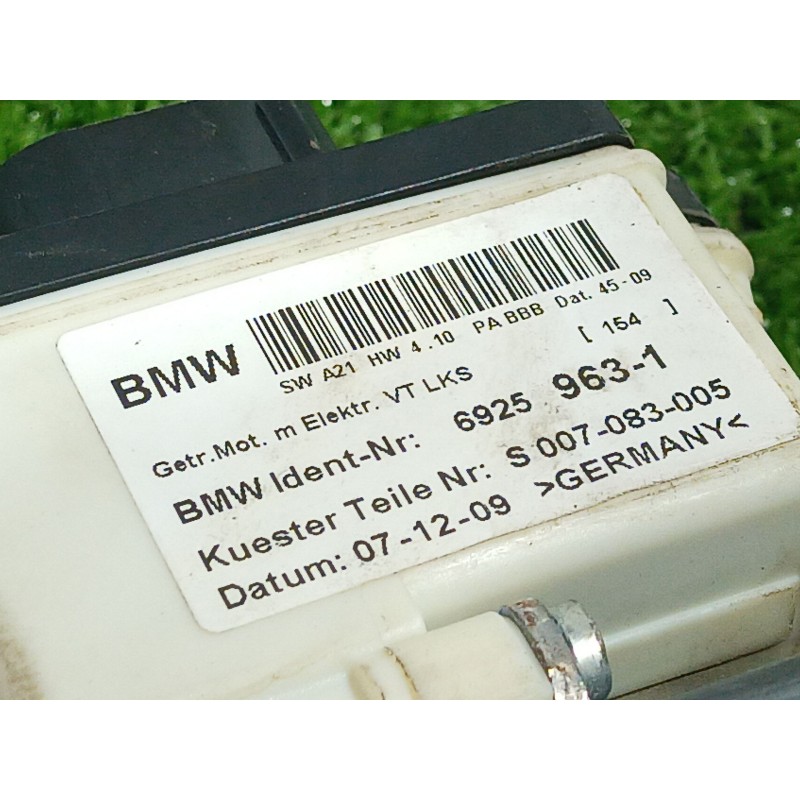 BMW
SW A21 HW 4.10 PA BBB Dat. 45-09
Getr.Mot. m Elektr. VT LKS [ 154 ]
BMW Ident-Nr: 6925 963-1
Kuester Teile Nr: S 007-083-005
Datum: 07-12-09 >GERMANY<